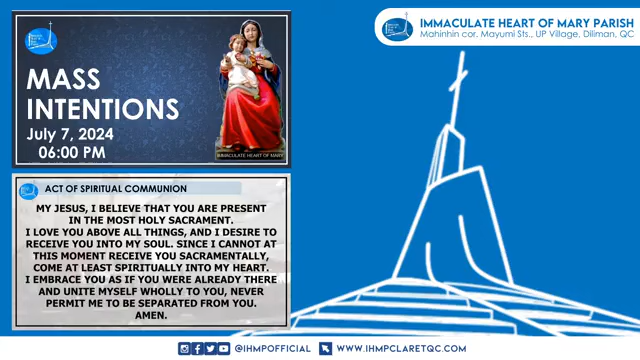 IMMACULATE HEART OF MARY PARISH
Mahinhin cor. Mayumi Sts., UP Village, Diliman, QC
MASS
INTENTIONS
July 7, 2024
06:00 PM
IMMACULATE HEART OF MARY
ACT OF SPIRITUAL COMMUNION
MY JESUS, I BELIEVE THAT YOU ARE PRESENT
IN THE MOST HOLY SACRAMENT.
I LOVE YOU ABOVE ALL THINGS, AND I DESIRE TO
RECEIVE YOU INTO MY SOUL. SINCE I CANNOT AT
THIS MOMENT RECEIVE YOU SACRAMENTALLY,
COME AT LEAST SPIRITUALLY INTO MY HEART.
I EMBRACE YOU AS IF YOU WERE ALREADY THERE
AND UNITE MYSELF WHOLLY TO YOU, NEVER
PERMIT ME TO BE SEPARATED FROM YOU.
AMEN.
@IHMPOFFICIAL WWW.IHMPCLARETQC.COM